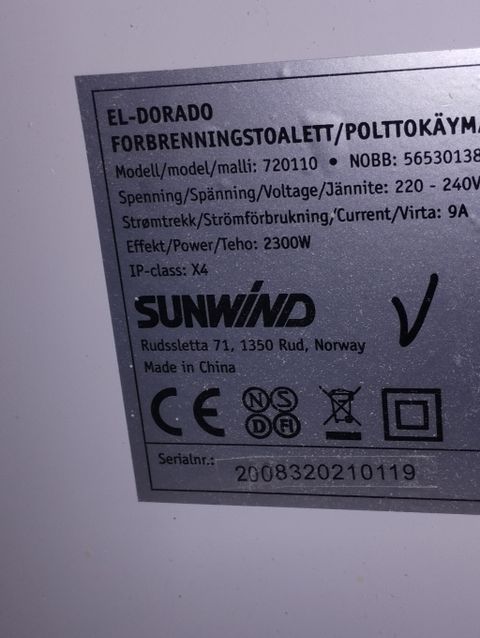 EL-DORADO
FORBRENNINGSTOALETT/POLTTOKÄYMA
Modell/model/malli: 720110 • NOBB: 56530138
Spenning/Spänning/Voltage/Jännite: 220 - 240V
Strømtrekk/Strömförbrukning/Current/Virta: 9A
Effekt/Power/Teho: 2300W
IP-class: X4
SUNWIND
Rudssletta 71, 1350 Rud, Norway
Made in China
CE N S D FI
Serialnr.: 2008320210119